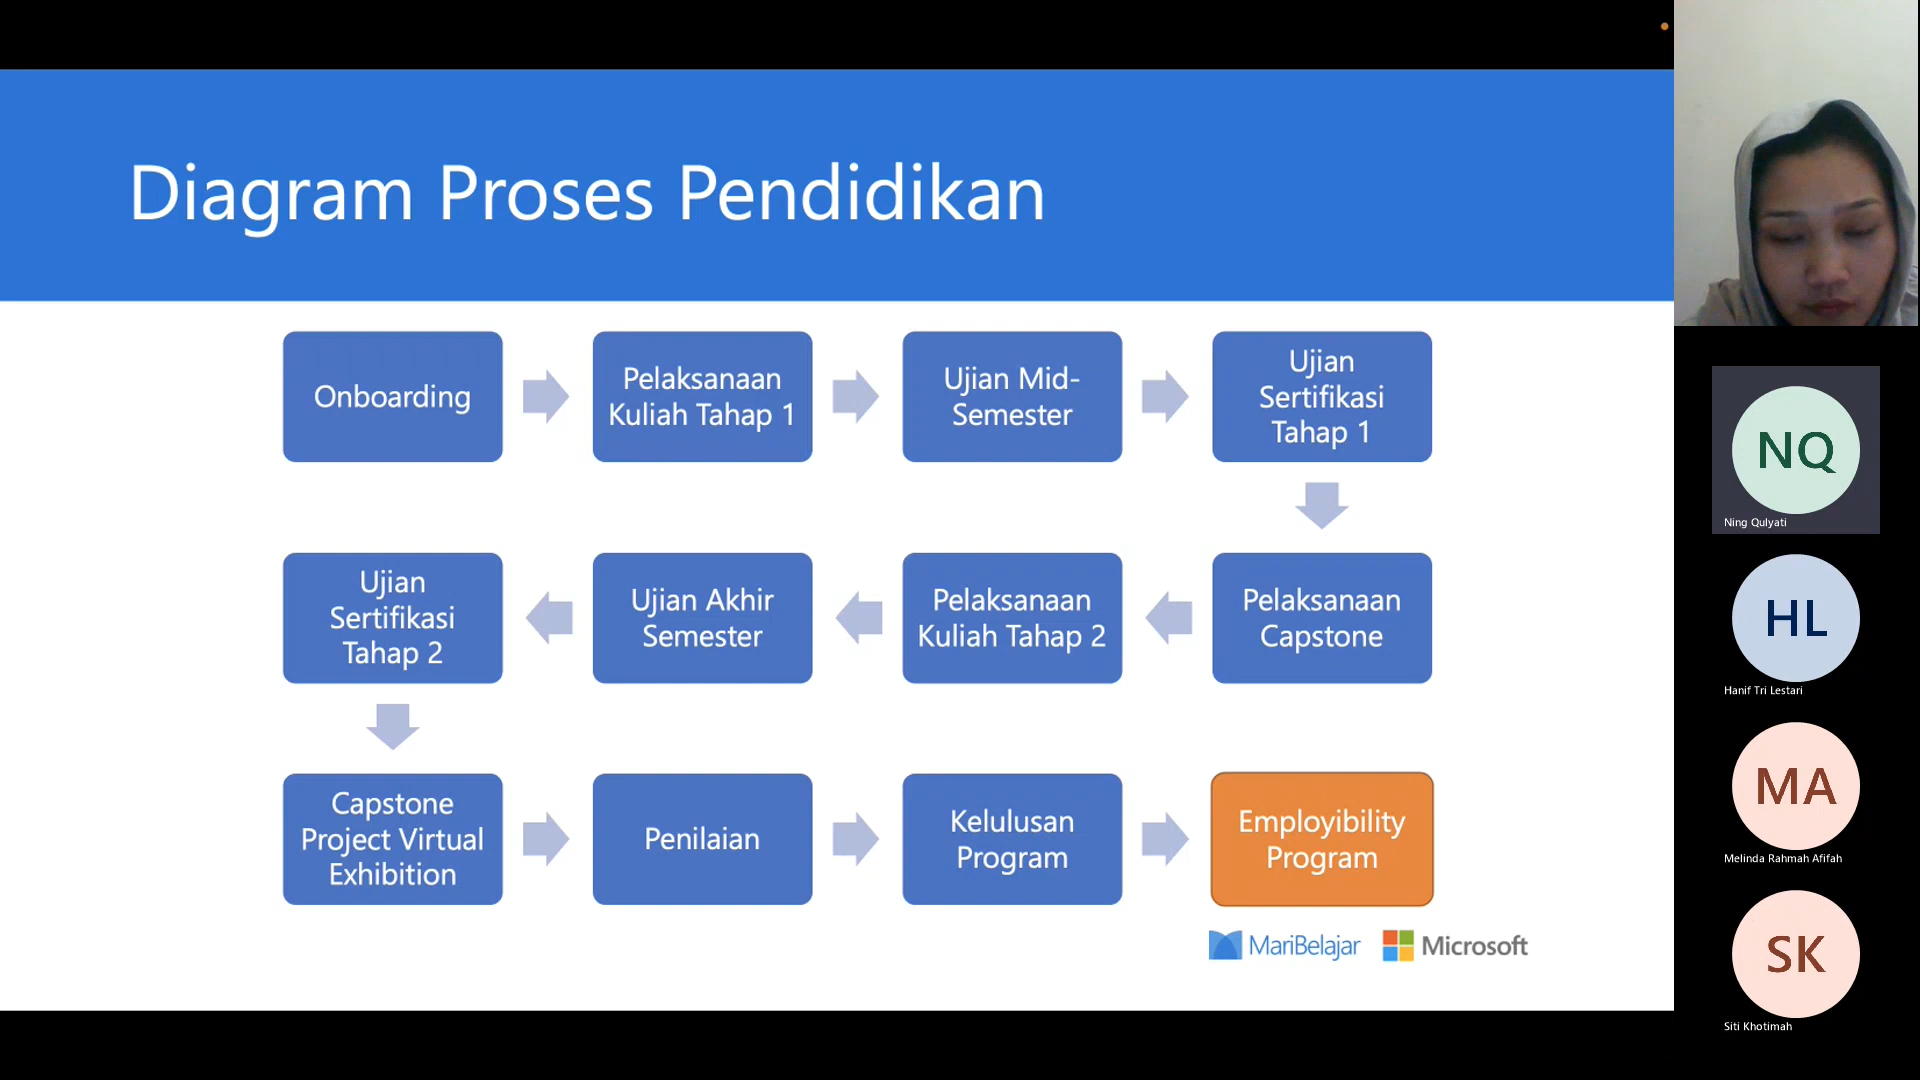 Diagram Proses Pendidikan
Onboarding
Pelaksanaan
Kuliah Tahap 1
Ujian Mid-
Semester
Ujian
Sertifikasi
Tahap 1
Pelaksanaan
Capstone
Pelaksanaan
Kuliah Tahap 2
Ujian Akhir
Semester
Ujian
Sertifikasi
Tahap 2
Capstone
Project Virtual
Exhibition
Penilaian
Kelulusan
Program
Employibility
Program
MariBelajar
Microsoft
NQ
Ning Qulyati
HL
Hanif Tri Lestari
MA
Melinda Rahmah Afifah
SK
Siti Khotimah